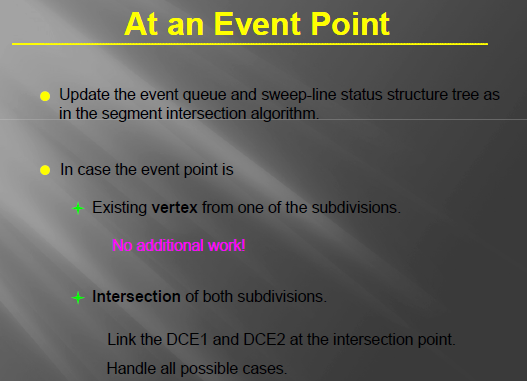 At an Event Point
Update the event queue and sweep-line status structure tree as
in the segment intersection algorithm.
In case the event point is
Existing vertex from one of the subdivisions.
No additional work!
Intersection of both subdivisions.
Link the DCE1 and DCE2 at the intersection point.
Handle all possible cases.